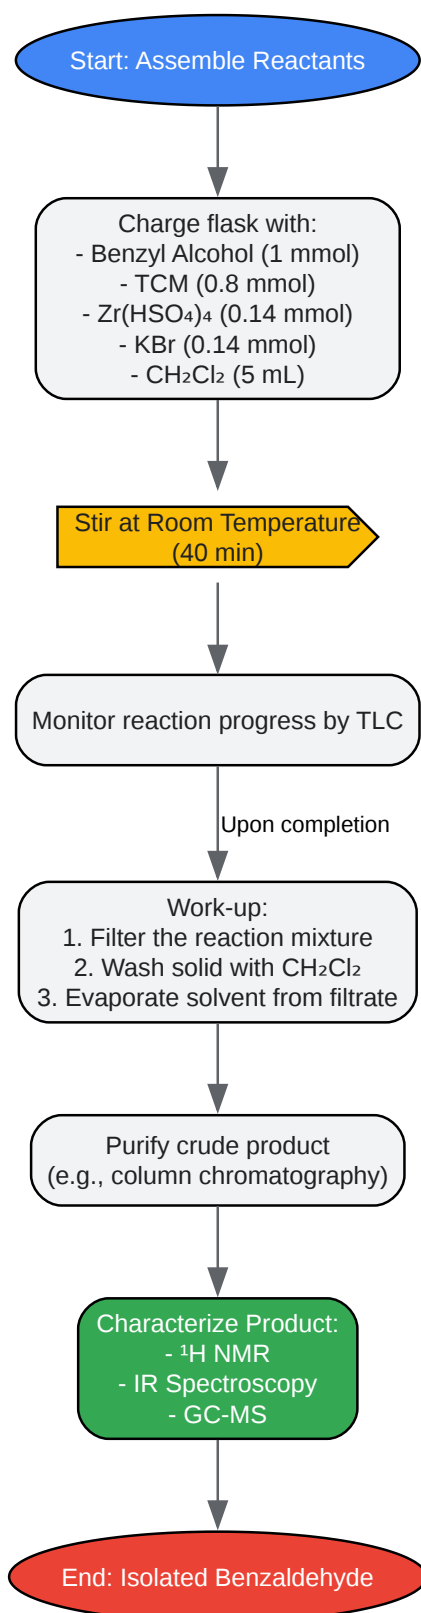 Start: Assemble Reactants
Charge flask with:
- Benzyl Alcohol (1 mmol)
- TCM (0.8 mmol)
- Zr(HSO₄)₄ (0.14 mmol)
- KBr (0.14 mmol)
- CH₂Cl₂ (5 mL)
Stir at Room Temperature
(40 min)
Monitor reaction progress by TLC
Upon completion
Work-up:
1. Filter the reaction mixture
2. Wash solid with CH₂Cl₂
3. Evaporate solvent from filtrate
Purify crude product
(e.g., column chromatography)
Characterize Product:
- ¹H NMR
- IR Spectroscopy
- GC-MS
End: Isolated Benzaldehyde